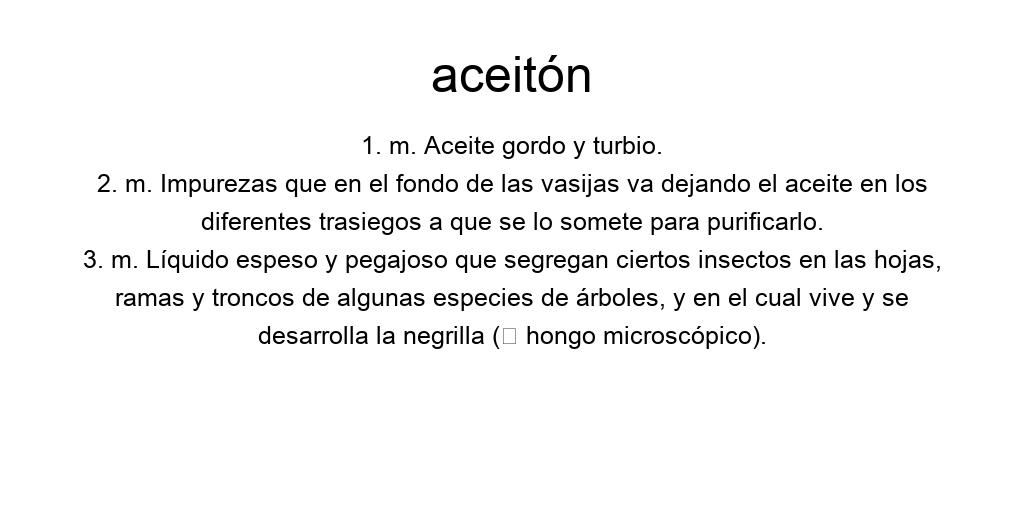 aceitón
1. m. Aceite gordo y turbio.
2. m. Impurezas que en el fondo de las vasijas va dejando el aceite en los
diferentes trasiegos a que se lo somete para purificarlo.
3. m. Líquido espeso y pegajoso que segregan ciertos insectos en las hojas,
ramas y troncos de algunas especies de árboles, y en el cual vive y se
desarrolla la negrilla (□ hongo microscópico).